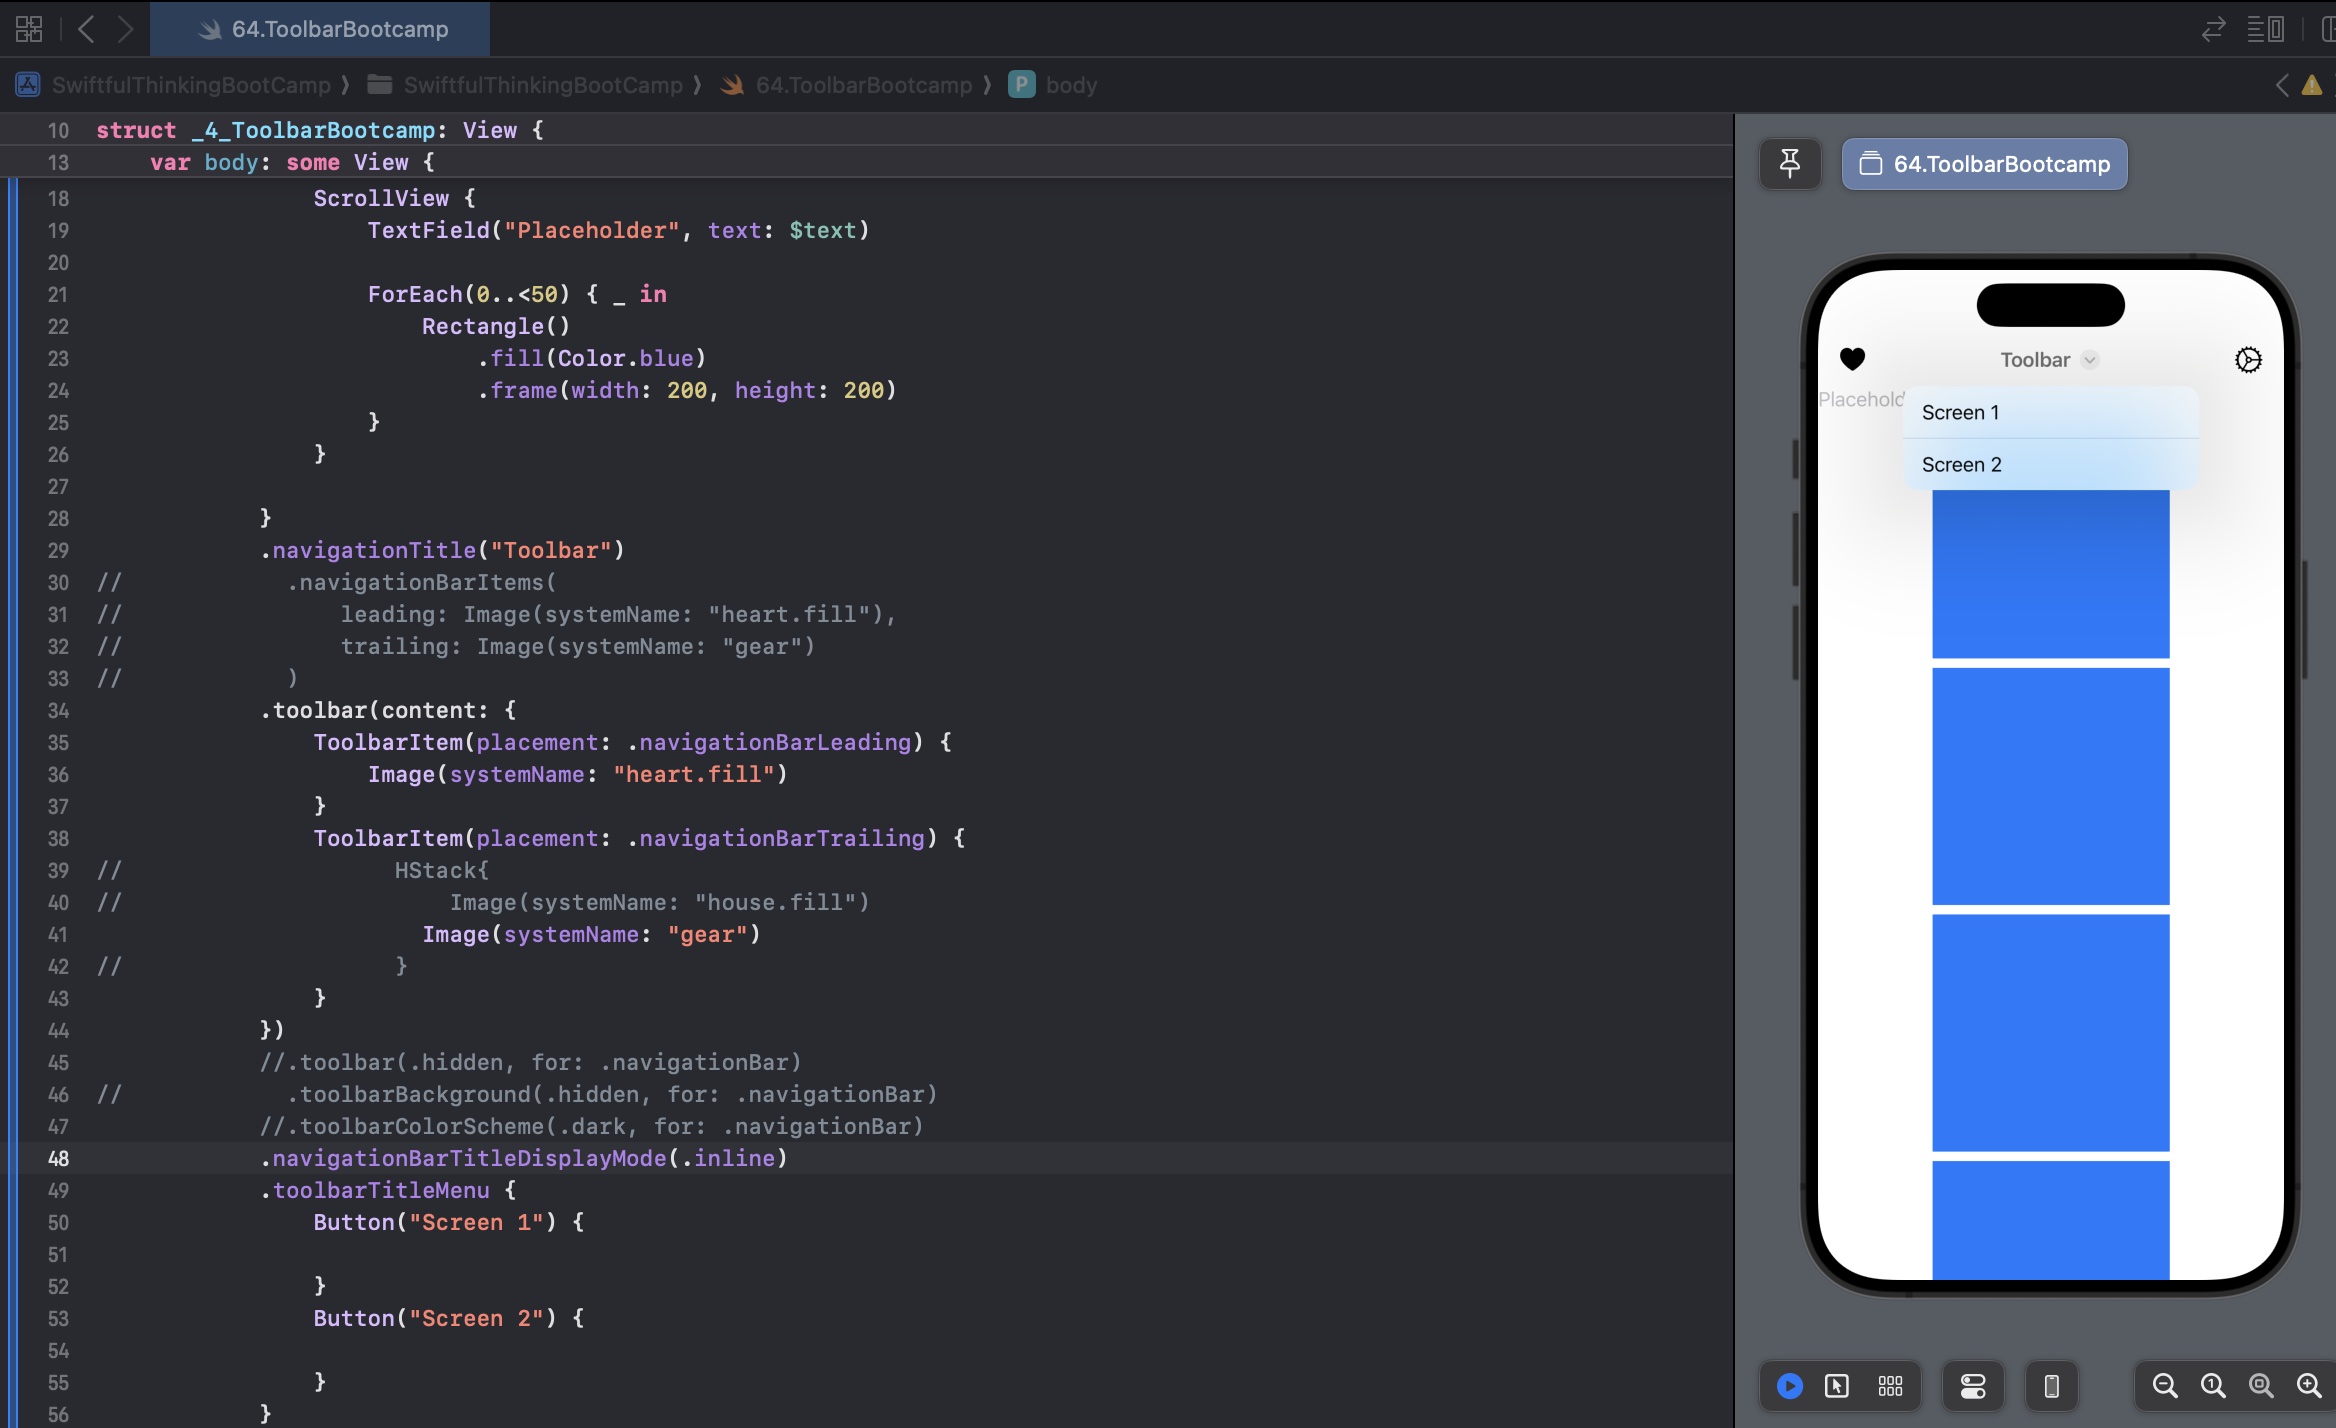 64.ToolbarBootcamp
SwiftfulThinkingBootCamp ⟩ SwiftfulThinkingBootCamp ⟩ 64.ToolbarBootcamp ⟩ P body
10 struct _4_ToolbarBootcamp: View {
13 var body: some View {
18 ScrollView {
19 TextField("Placeholder", text: $text)
20
21 ForEach(0..<50) { _ in
22 Rectangle()
23 .fill(Color.blue)
24 .frame(width: 200, height: 200)
25 }
26 }
27
28 }
29 .navigationTitle("Toolbar")
30 // .navigationBarItems(
31 // leading: Image(systemName: "heart.fill"),
32 // trailing: Image(systemName: "gear")
33 // )
34 .toolbar(content: {
35 ToolbarItem(placement: .navigationBarLeading) {
36 Image(systemName: "heart.fill")
37 }
38 ToolbarItem(placement: .navigationBarTrailing) {
39 // HStack{
40 // Image(systemName: "house.fill")
41 Image(systemName: "gear")
42 // }
43 }
44 })
45 //.toolbar(.hidden, for: .navigationBar)
46 // .toolbarBackground(.hidden, for: .navigationBar)
47 //.toolbarColorScheme(.dark, for: .navigationBar)
48 .navigationBarTitleDisplayMode(.inline)
49 .toolbarTitleMenu {
50 Button("Screen 1") {
51
52 }
53 Button("Screen 2") {
54
55 }
56 }
64.ToolbarBootcamp
Toolbar
Placehold
Screen 1
Screen 2